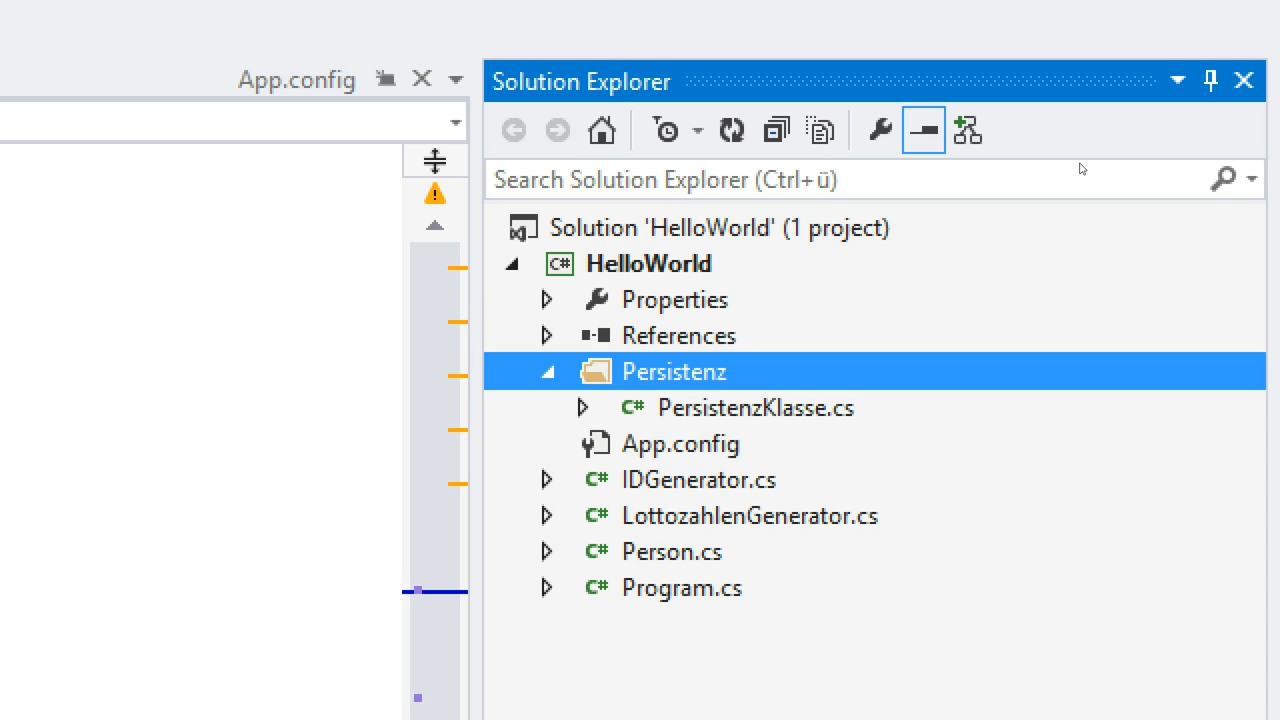 App.config
Solution Explorer
Search Solution Explorer (Ctrl+ü)
Solution 'HelloWorld' (1 project)
C# HelloWorld
Properties
References
Persistenz
C# PersistenzKlasse.cs
App.config
C# IDGenerator.cs
C# LottozahlenGenerator.cs
C# Person.cs
C# Program.cs